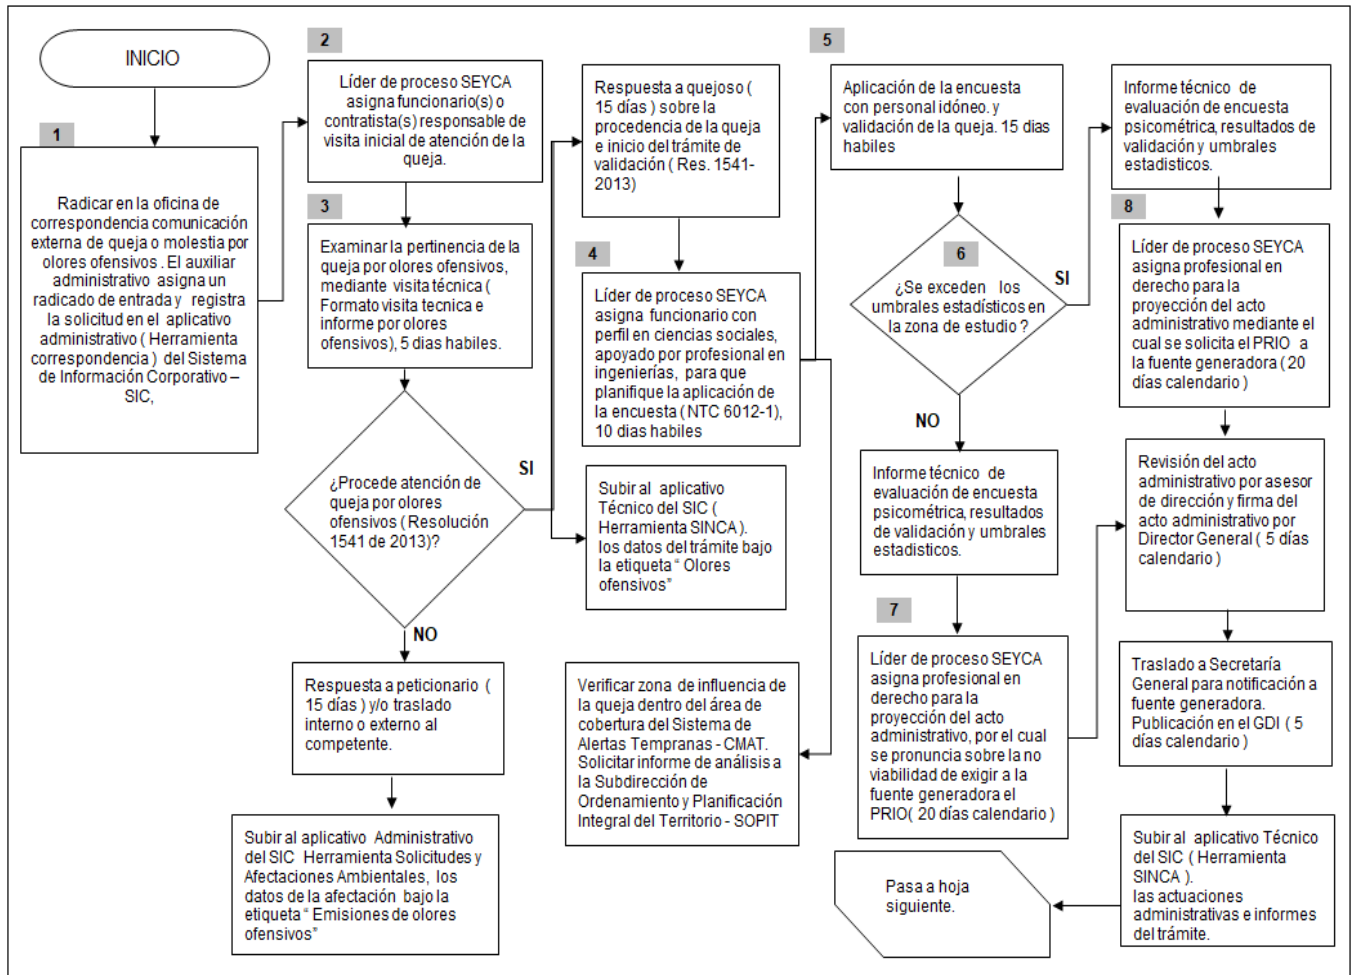 INICIO
1
Radicar en la oficina de
correspondencia comunicación
externa de queja o molestia por
olores ofensivos . El auxiliar
administrativo asigna un
radicado de entrada y registra
la solicitud en el aplicativo
administrativo ( Herramienta
correspondencia ) del Sistema
de Información Corporativo –
SIC,
2
Líder de proceso SEYCA
asigna funcionario(s) o
contratista(s) responsable de
visita inicial de atención de la
queja.
3
Examinar la pertinencia de la
queja por olores ofensivos,
mediante visita técnica (
Formato visita tecnica e
informe por olores
ofensivos), 5 dias habiles.
¿Procede atención de
queja por olores
ofensivos ( Resolución
1541 de 2013)?
SI
NO
Respuesta a peticionario (
15 días ) y/o traslado
interno o externo al
competente.
Subir al aplicativo Administrativo
del SIC Herramienta Solicitudes y
Afectaciones Ambientales, los
datos de la afectación bajo la
etiqueta “ Emisiones de olores
ofensivos”
Respuesta a quejoso (
15 días ) sobre la
procedencia de la queja
e inicio del trámite de
validación ( Res. 1541-
2013)
4
Líder de proceso SEYCA
asigna funcionario con
perfil en ciencias sociales,
apoyado por profesional en
ingenierías, para que
planifique la aplicación de
la encuesta ( NTC 6012-1),
10 dias habiles
Subir al aplicativo
Técnico del SIC (
Herramienta SINCA).
los datos del trámite bajo
la etiqueta “ Olores
ofensivos”
Verificar zona de influencia de
la queja dentro del área de
cobertura del Sistema de
Alertas Tempranas - CMAT.
Solicitar informe de análisis a
la Subdirección de
Ordenamiento y Planificación
Integral del Territorio - SOPIT
5
Aplicación de la encuesta
con personal idóneo. y
validación de la queja. 15 dias
habiles
6
¿Se exceden los
umbrales estadísticos en
la zona de estudio ?
SI
NO
Informe técnico de
evaluación de encuesta
psicométrica, resultados
de validación y umbrales
estadisticos.
7
Líder de proceso SEYCA
asigna profesional en
derecho para la
proyección del acto
administrativo, por el cual
se pronuncia sobre la no
viabilidad de exigir a la
fuente generadora el
PRIO( 20 días calendario )
Informe técnico de
evaluación de encuesta
psicométrica, resultados de
validación y umbrales
estadisticos.
8
Líder de proceso SEYCA
asigna profesional en
derecho para la
proyección del acto
administrativo mediante el
cual se solicita el PRIO a
la fuente generadora ( 20
días calendario )
Revisión del acto
administrativo por asesor
de dirección y firma del
acto administrativo por
Director General ( 5 días
calendario )
Traslado a Secretaría
General para notificación a
fuente generadora.
Publicación en el GDI ( 5
días calendario )
Subir al aplicativo Técnico
del SIC ( Herramienta
SINCA ).
las actuaciones
administrativas e informes
del trámite.
Pasa a hoja
siguiente.